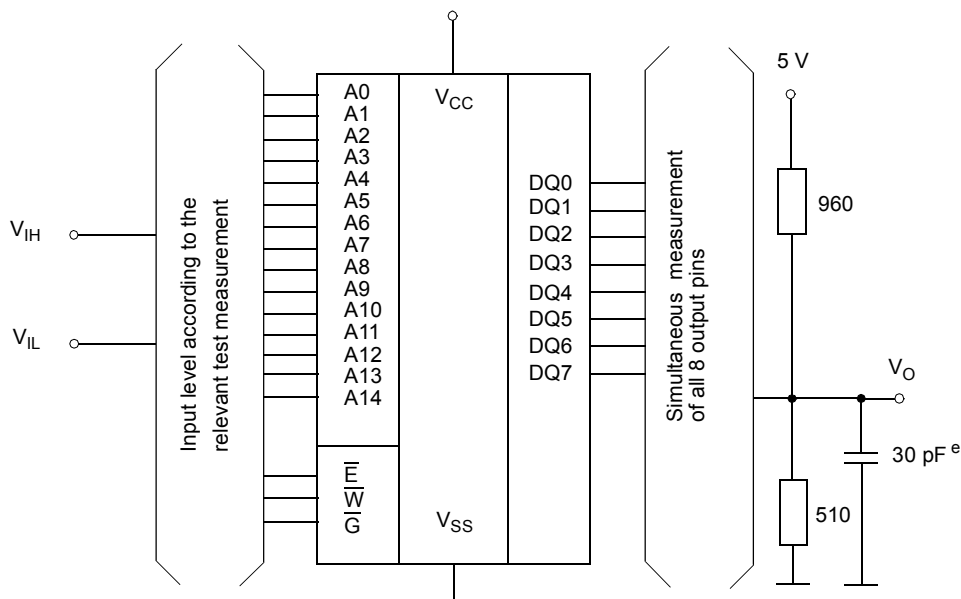 5 V
A0
A1
A2
A3
A4
A5
A6
A7
A8
A9
A10
A11
A12
A13
A14
E
W
G
VCC
VSS
DQ0
DQ1
DQ2
DQ3
DQ4
DQ5
DQ6
DQ7
VIH
VIL
Input level according to the
relevant test measurement
Simultaneous measurement
of all 8 output pins
960
VO
30 pF e
510